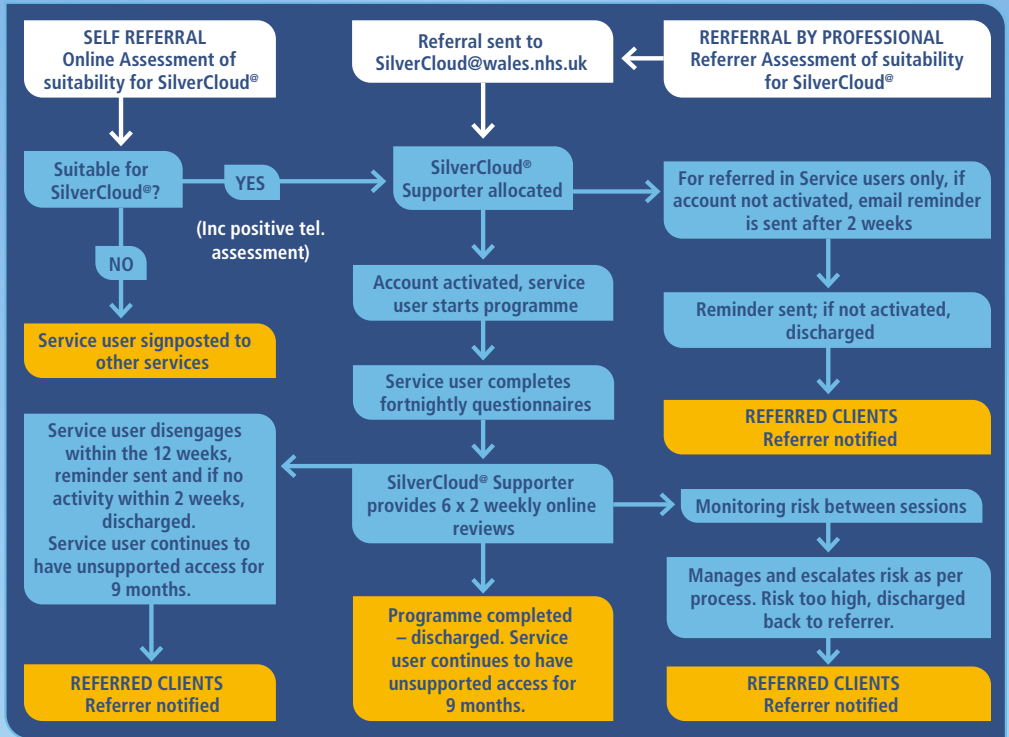 SELF REFERRAL
Online Assessment of
suitability for SilverCloud®
Referral sent to
SilverCloud@wales.nhs.uk
RERFERRAL BY PROFESSIONAL
Referrer Assessment of suitability
for SilverCloud®
Suitable for
SilverCloud®?
YES
(Inc positive tel.
assessment)
NO
Service user signposted to
other services
SilverCloud®
Supporter allocated
For referred in Service users only, if
account not activated, email reminder
is sent after 2 weeks
Account activated, service
user starts programme
Reminder sent; if not activated,
discharged
Service user completes
fortnightly questionnaires
REFERRED CLIENTS
Referrer notified
Service user disengages
within the 12 weeks,
reminder sent and if no
activity within 2 weeks,
discharged.
Service user continues to
have unsupported access for
9 months.
SilverCloud® Supporter
provides 6 x 2 weekly online
reviews
Monitoring risk between sessions
Manages and escalates risk as per
process. Risk too high, discharged
back to referrer.
Programme completed
– discharged. Service
user continues to have
unsupported access for
9 months.
REFERRED CLIENTS
Referrer notified
REFERRED CLIENTS
Referrer notified